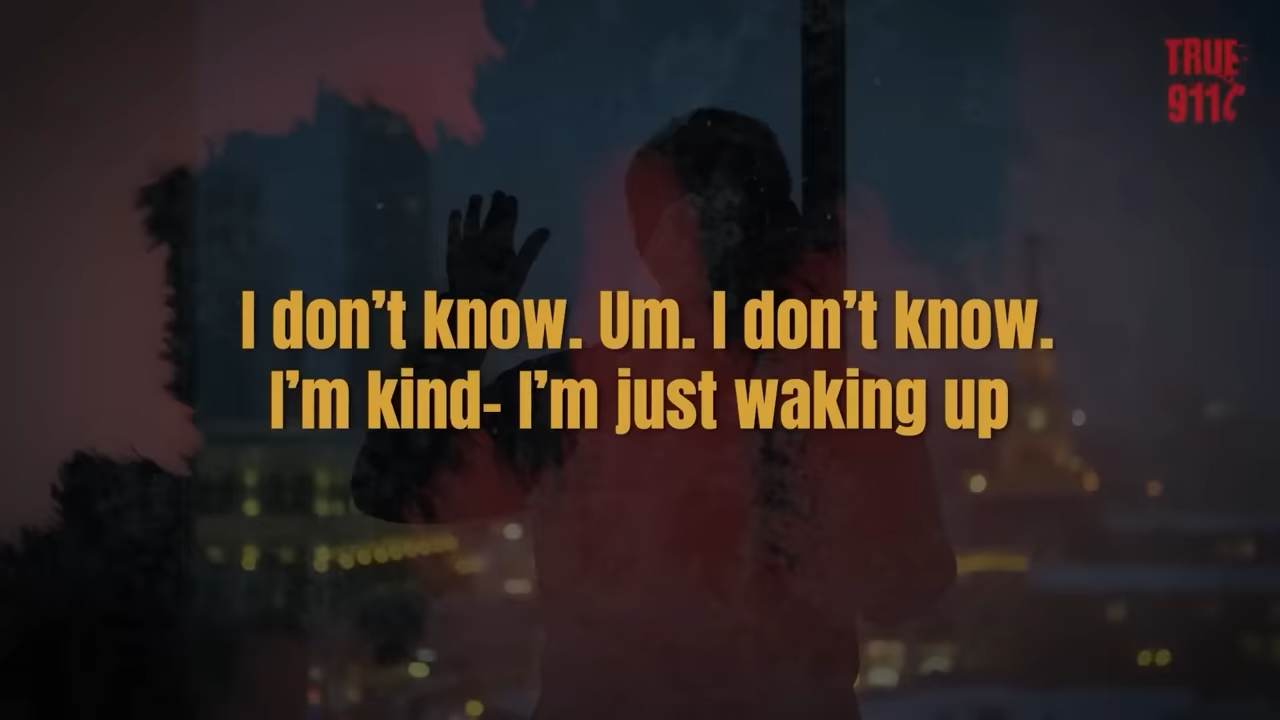 TRUE
911
I don’t know. Um. I don’t know.
I’m kind- I’m just waking up